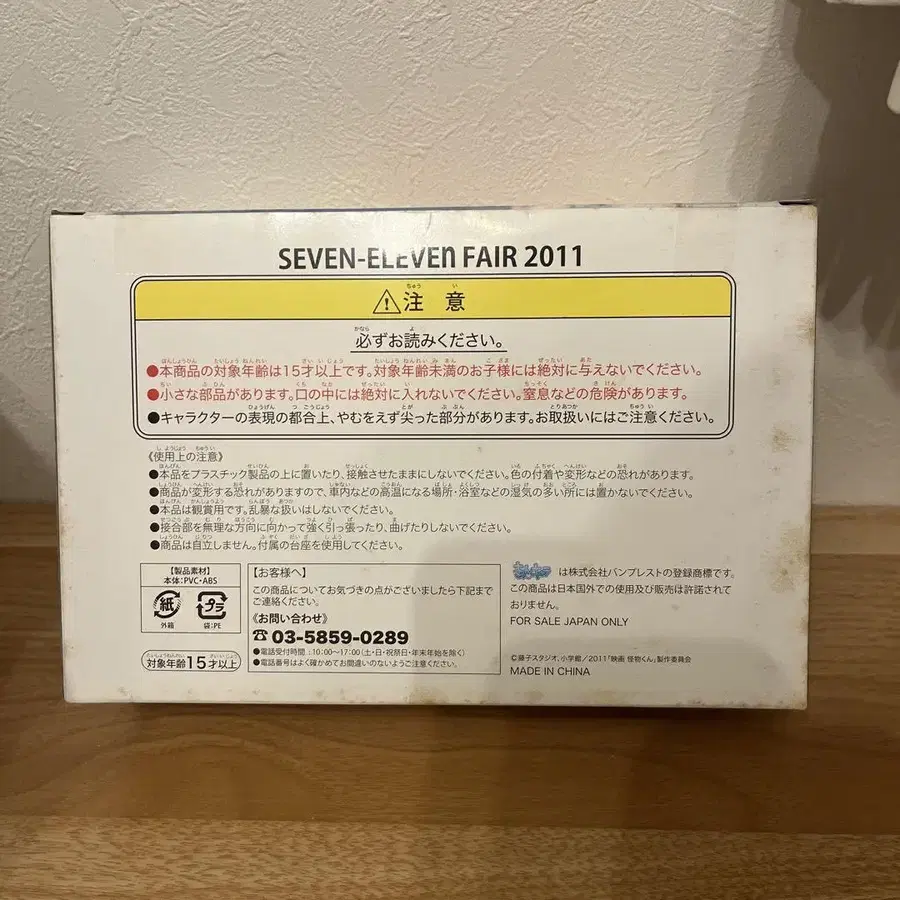 SEVEN-ELEVEn FAIR 2011
注意
必ずお読みください。
●本商品の対象年齢は15才以上です。対象年齢未満のお子様には絶対に与えないでください。
●小さな部品があります。口の中には絶対に入れないでください。窒息などの危険があります。
●キャラクターの表現の都合上、やむをえず尖った部分があります。お取扱いにはご注意ください。
《使用上の注意》
●本品をプラスチック製品の上に置いたり、接触させたままにしないでください。色の付着や変形などの恐れがあります。
●商品が変形する恐れがありますので、車内などの高温になる場所・浴室などの湿気の多い所には置かないでください。
●本品は観賞用です。乱暴な扱いはしないでください。
●接合部を無理な方向に向かって強く引っ張ったり、曲げたりしないでください。
●商品は自立しません。付属の台座を使用してください。
【製品素材】
本体:PVC・ABS
紙
外箱
プラ
袋:PE
対象年齢15才以上
【お客様へ】
この商品についてお気づきの点がございましたら下記まで
ご連絡ください。
《お問い合わせ》
☎03-5859-0289
●電話受付時間:10:00〜17:00(土・日・祝祭日・年末年始を除く)
●電話番号はよく確かめてお間違いのないようご注意ください。
は株式会社バンプレストの登録商標です。
この商品は日本国外での使用及び販売は許諾されて
おりません。
FOR SALE JAPAN ONLY
©藤子スタジオ、小学館/2011「映画 怪物くん」製作委員会
MADE IN CHINA